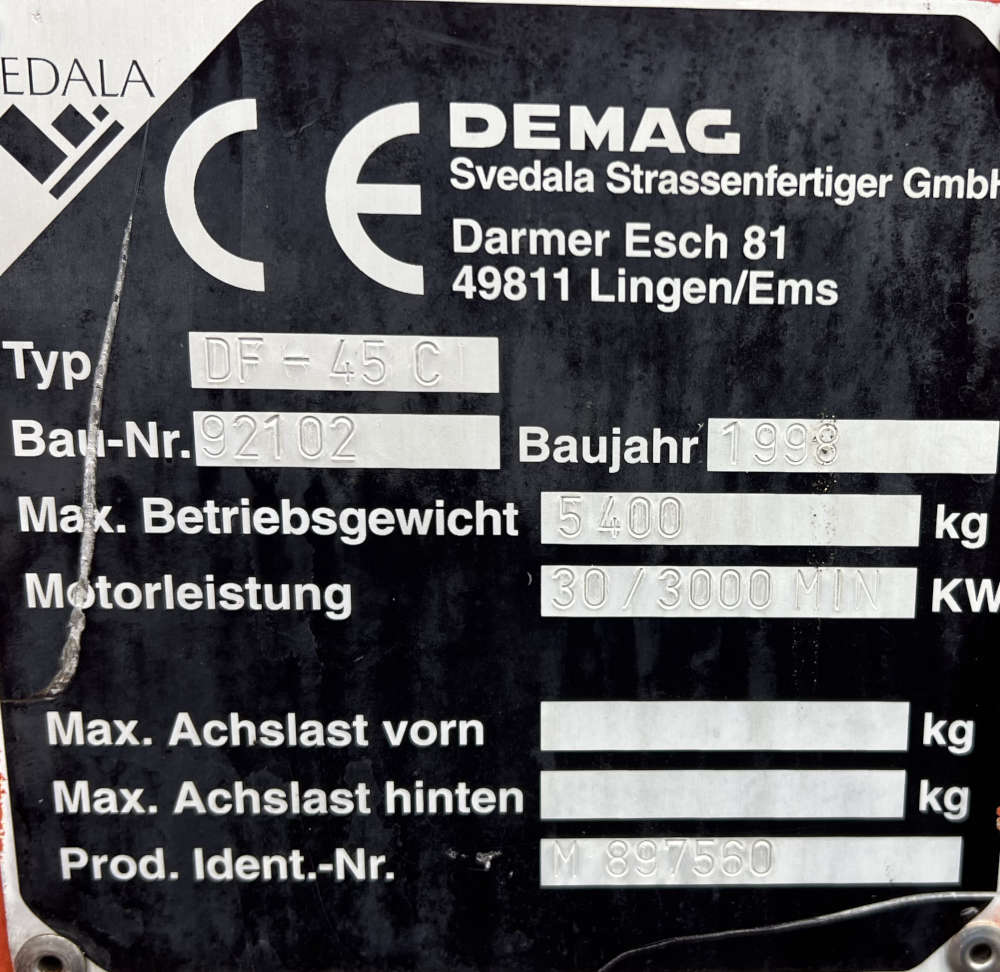 EDALA
CE
DEMAG
Svedala Strassenfertiger GmbH
Darmer Esch 81
49811 Lingen/Ems
Typ DF - 45 C
Bau-Nr. 92102 Baujahr 1998
Max. Betriebsgewicht 5400 kg
Motorleistung 30 / 3000 MIN KW
Max. Achslast vorn kg
Max. Achslast hinten kg
Prod. Ident.-Nr. M 897560